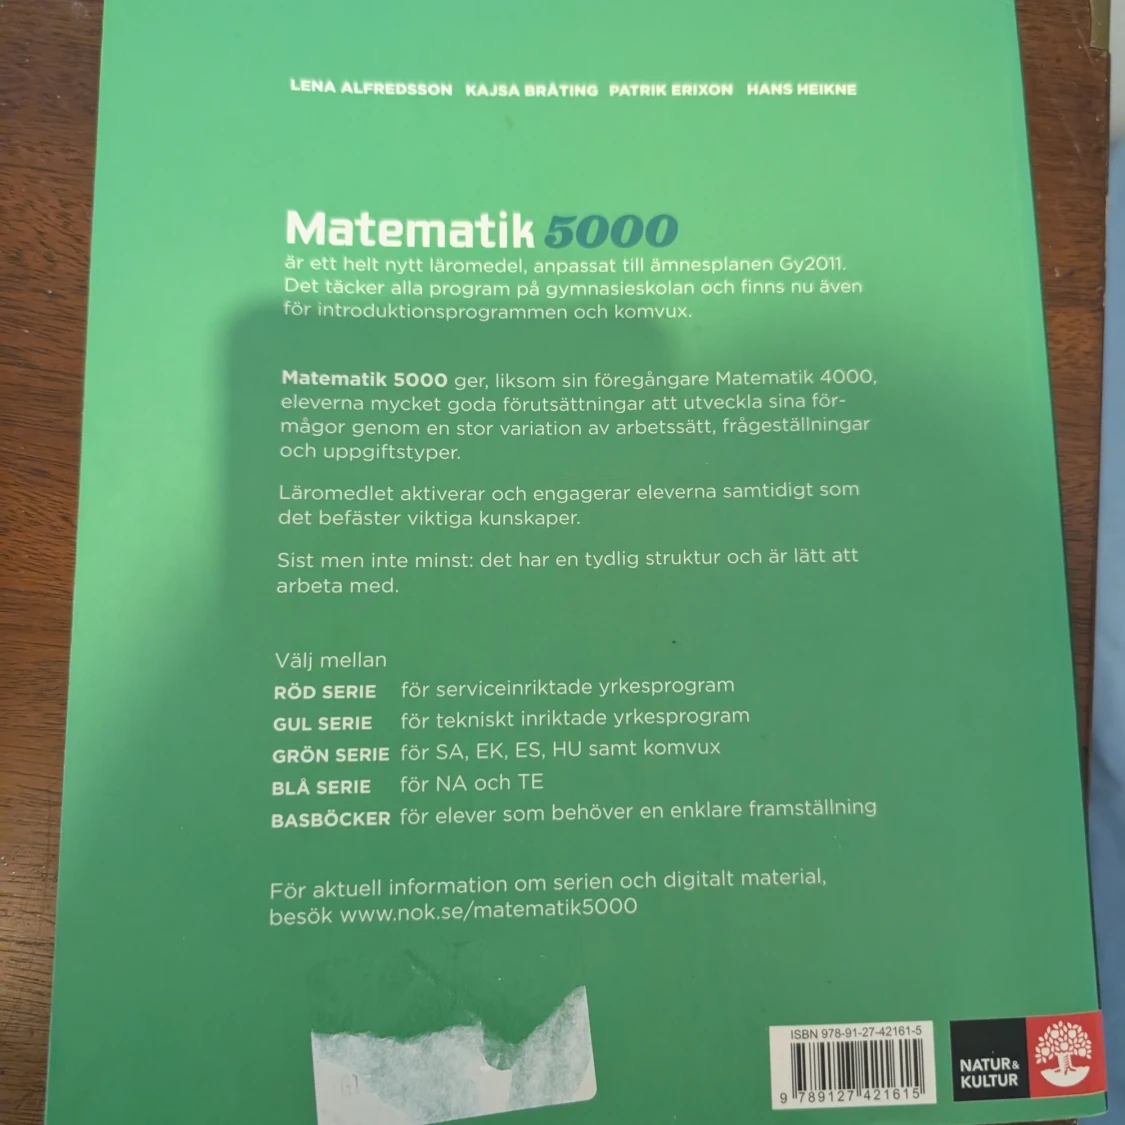 LENA ALFREDSSON KAJSA BRÅTING PATRIK ERIXON HANS HEIKNE
Matematik 5000
är ett helt nytt läromedel, anpassat till ämnesplanen Gy2011.
Det täcker alla program på gymnasieskolan och finns nu även
för introduktionsprogrammen och komvux.
Matematik 5000 ger, liksom sin föregångare Matematik 4000,
eleverna mycket goda förutsättningar att utveckla sina för-
mågor genom en stor variation av arbetssätt, frågeställningar
och uppgiftstyper.
Läromedlet aktiverar och engagerar eleverna samtidigt som
det befäster viktiga kunskaper.
Sist men inte minst: det har en tydlig struktur och är lätt att
arbeta med.
Välj mellan
RÖD SERIE för serviceinriktade yrkesprogram
GUL SERIE för tekniskt inriktade yrkesprogram
GRÖN SERIE för SA, EK, ES, HU samt komvux
BLÅ SERIE för NA och TE
BASBÖCKER för elever som behöver en enklare framställning
För aktuell information om serien och digitalt material,
besök www.nok.se/matematik5000
ISBN 978-91-27-42161-5
9 789127 421615
NATUR &
KULTUR